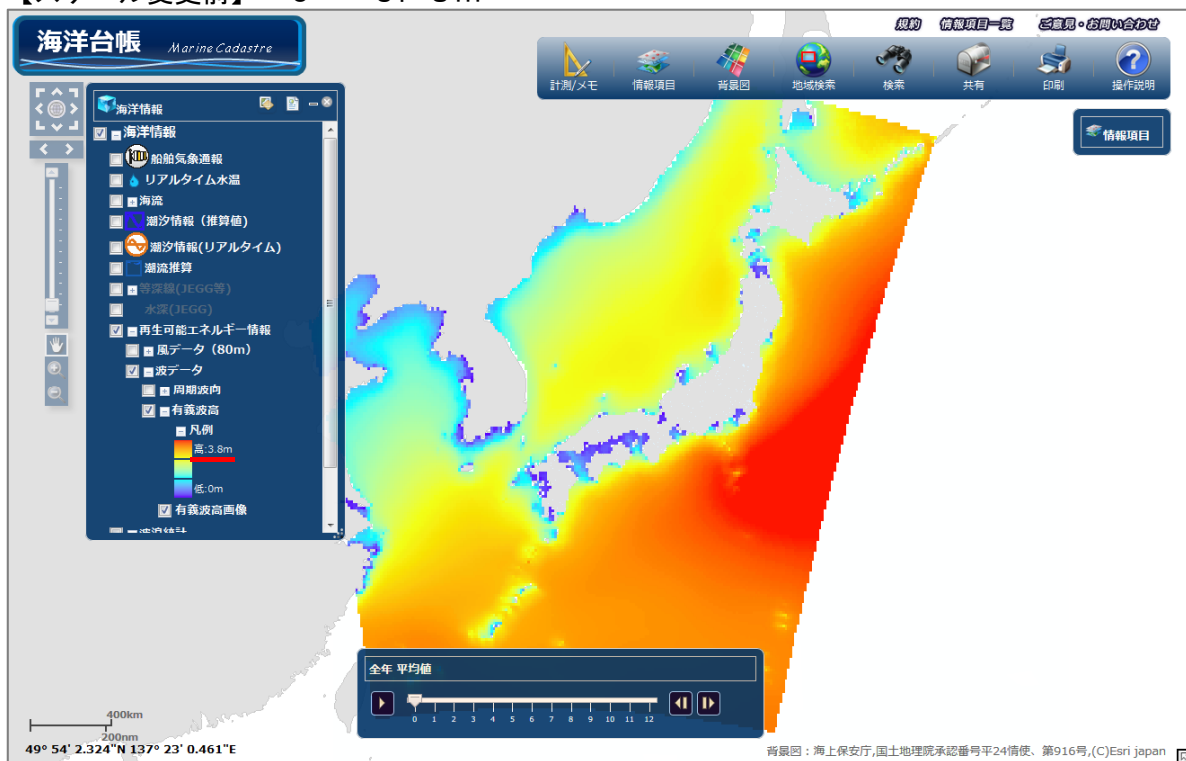 海洋台帳 Marine Cadastre
規約 情報項目一覧 ご意見・お問い合わせ
計測/メモ 情報項目 背景図 地域検索 検索 共有 印刷 操作説明
情報項目
海洋情報
海洋情報
船舶気象通報
リアルタイム水温
海流
潮汐情報（推算値)
潮汐情報(リアルタイム)
潮流推算
等深線(JEGG等)
水深(JEGG)
再生可能エネルギー情報
風データ（80m）
波データ
周期波向
有義波高
凡例
高:3.8m
低:0m
有義波高画像
全年 平均値
0 1 2 3 4 5 6 7 8 9 10 11 12
400km
200nm
49° 54' 2.324"N 137° 23' 0.461"E
背景図：海上保安庁,国土地理院承認番号平24情使、第916号,(C)Esri japan